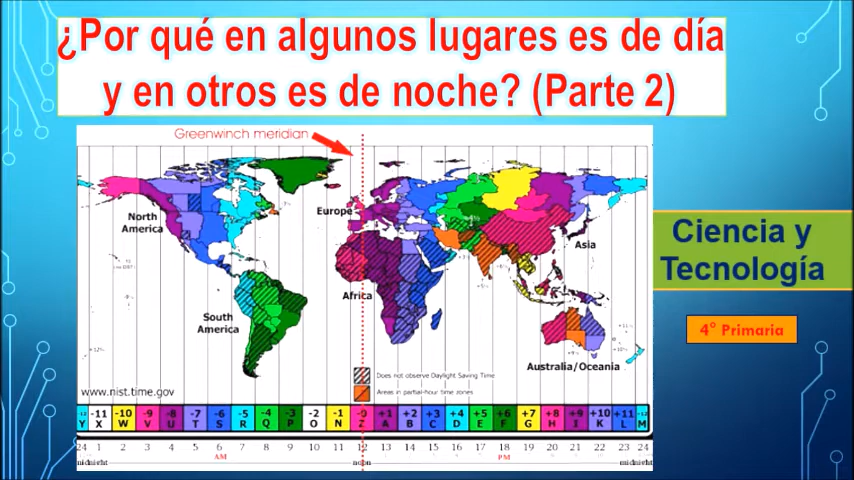 ¿Por qué en algunos lugares es de día
y en otros es de noche? (Parte 2)
Greenwinch meridian
North
America
Europe
Asia
Africa
South
America
Australia/Oceania
Does not observe Daylight Saving Time
Areas in partial-hour time zones
www.nist.time.gov
-12 -11 -10 -9 -8 -7 -6 -5 -4 -3 -2 -1 -0 +1 +2 +3 +4 +5 +6 +7 +8 +9 +10 +11 -12
Y X W V U T S R Q P O N Z A B C D E F G H I K L M
24 1 2 3 4 5 6 7 8 9 10 11 12 13 14 15 16 17 18 19 20 21 22 23 24
AM PM
midnight noon midnight
Ciencia y
Tecnología
4° Primaria